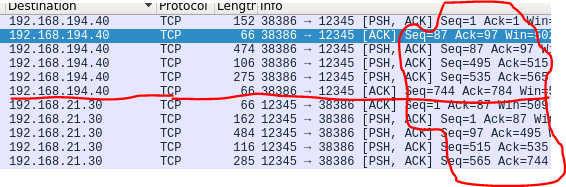 Destination Protocol Length Info
192.168.194.40 TCP 152 38386 → 12345 [PSH, ACK] Seq=1 Ack=1 Win=
192.168.194.40 TCP 66 38386 → 12345 [ACK] Seq=87 Ack=97 Win=502
192.168.194.40 TCP 474 38386 → 12345 [PSH, ACK] Seq=87 Ack=97 W
192.168.194.40 TCP 106 38386 → 12345 [PSH, ACK] Seq=495 Ack=515
192.168.194.40 TCP 275 38386 → 12345 [PSH, ACK] Seq=535 Ack=565
192.168.194.40 TCP 66 38386 → 12345 [ACK] Seq=744 Ack=784 Win=
192.168.21.30 TCP 66 12345 → 38386 [ACK] Seq=1 Ack=87 Win=509
192.168.21.30 TCP 162 12345 → 38386 [PSH, ACK] Seq=1 Ack=87 Win
192.168.21.30 TCP 484 12345 → 38386 [PSH, ACK] Seq=97 Ack=495 W
192.168.21.30 TCP 116 12345 → 38386 [PSH, ACK] Seq=515 Ack=535
192.168.21.30 TCP 285 12345 → 38386 [PSH, ACK] Seq=565 Ack=744